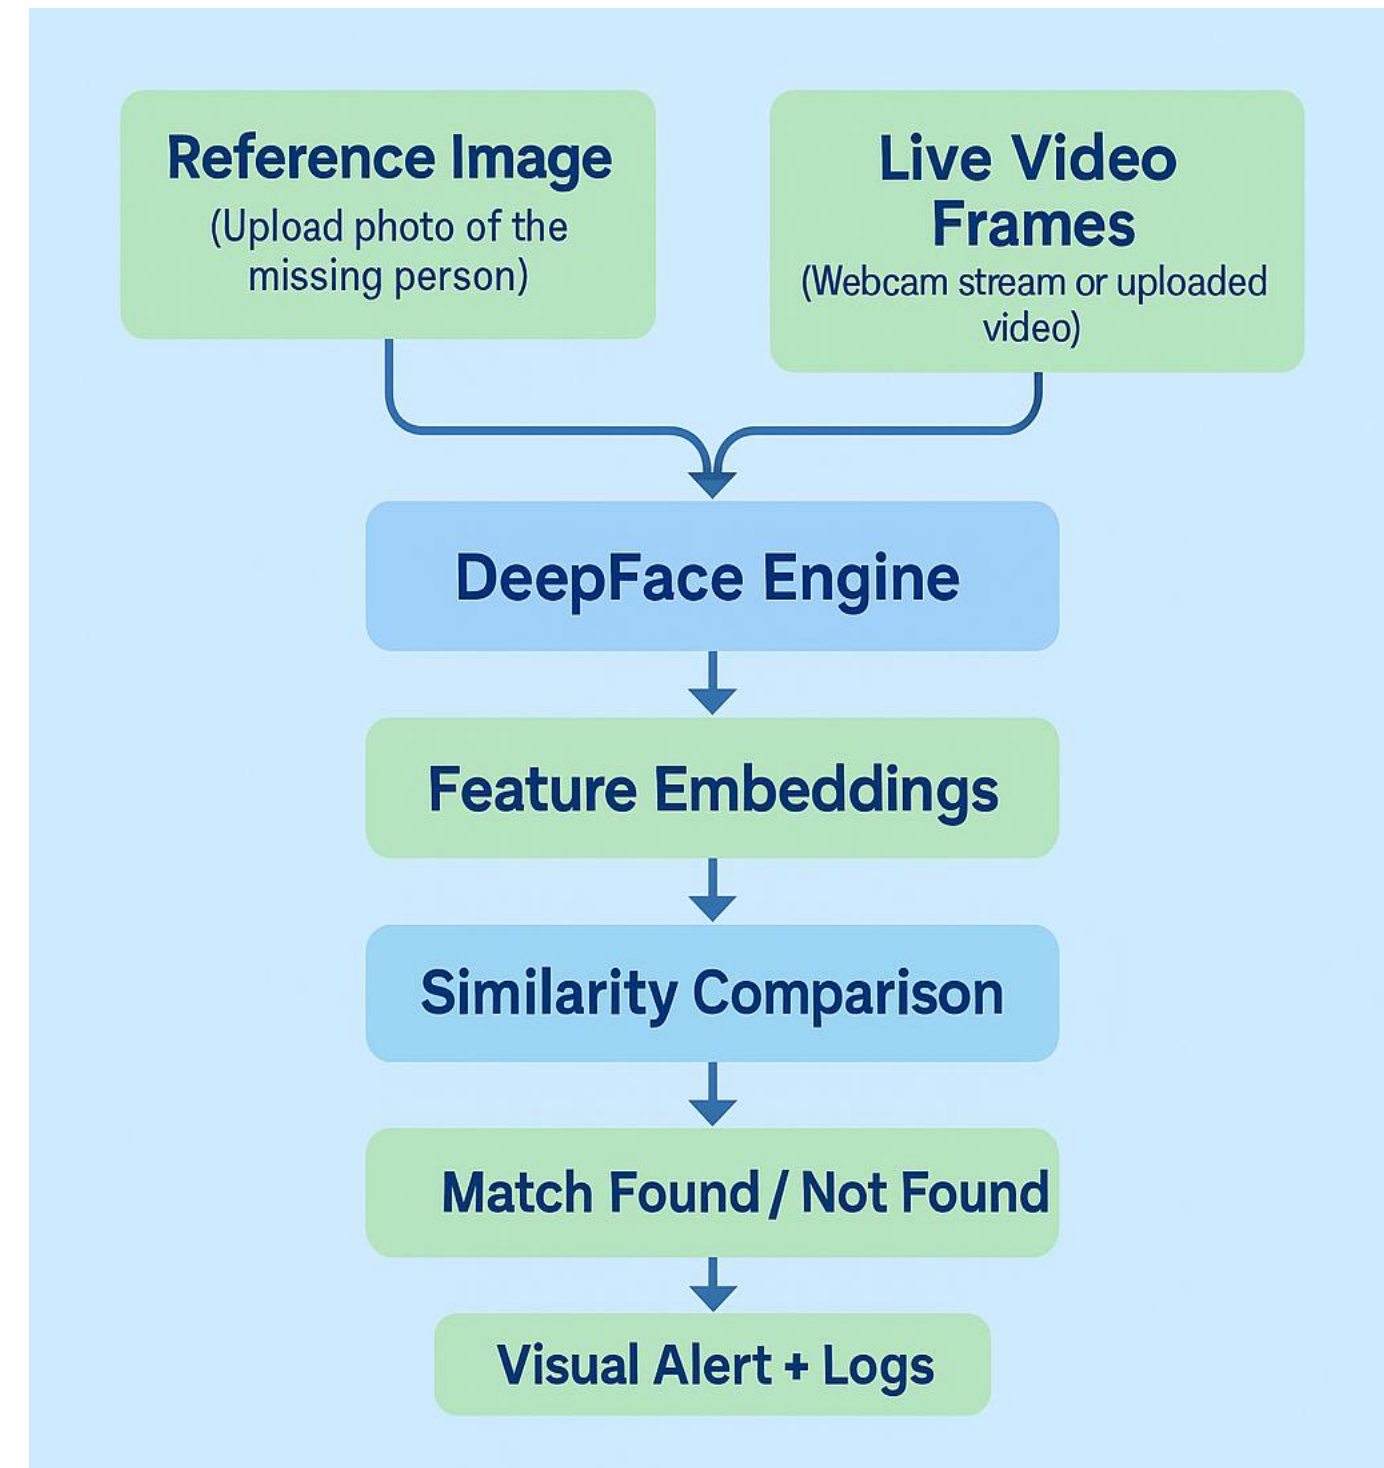 Reference Image
(Upload photo of the
missing person)
Live Video
Frames
(Webcam stream or uploaded
video)
DeepFace Engine
Feature Embeddings
Similarity Comparison
Match Found / Not Found
Visual Alert + Logs